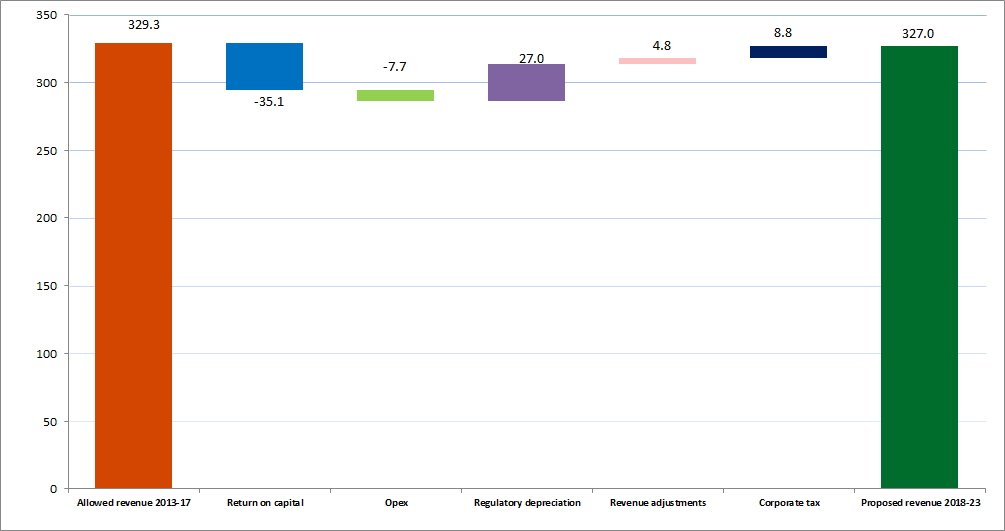 350
329.3
8.8
327.0
4.8
-7.7
27.0
300
-35.1
250
200
150
100
50
0
Allowed revenue 2013-17
Return on capital
Opex
Regulatory depreciation
Revenue adjustments
Corporate tax
Proposed revenue 2018-23